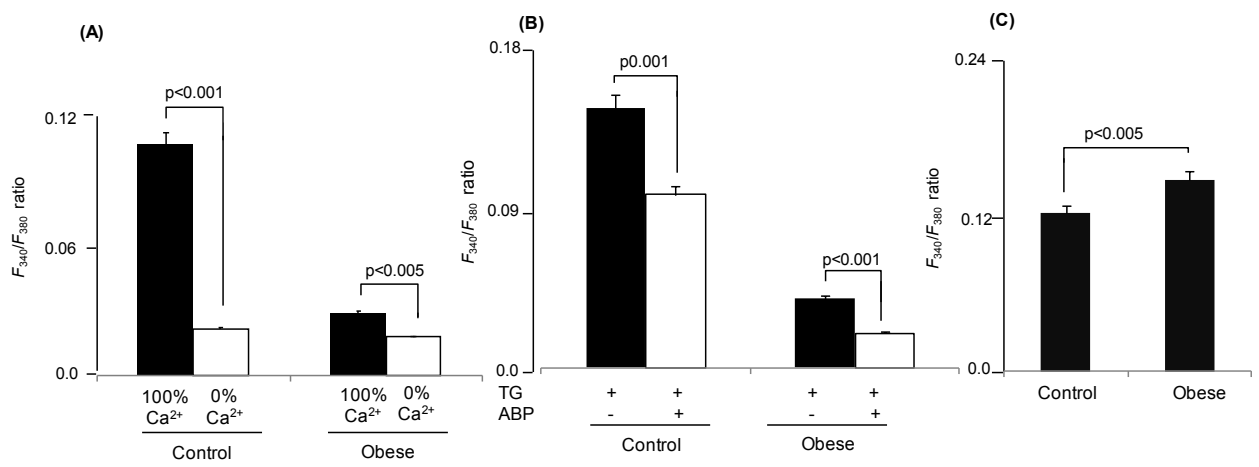 (A)
p<0.001
0.12
0.06
0.0
F340/F380 ratio
p<0.005
100% Ca2+
0% Ca2+
100% Ca2+
0% Ca2+
Control
Obese
(B)
0.18
0.09
0.0
F340/F380 ratio
p0.001
p<0.001
TG + + + +
ABP - + - +
Control
Obese
(C)
0.24
0.12
0.0
F340/F380 ratio
p<0.005
Control
Obese